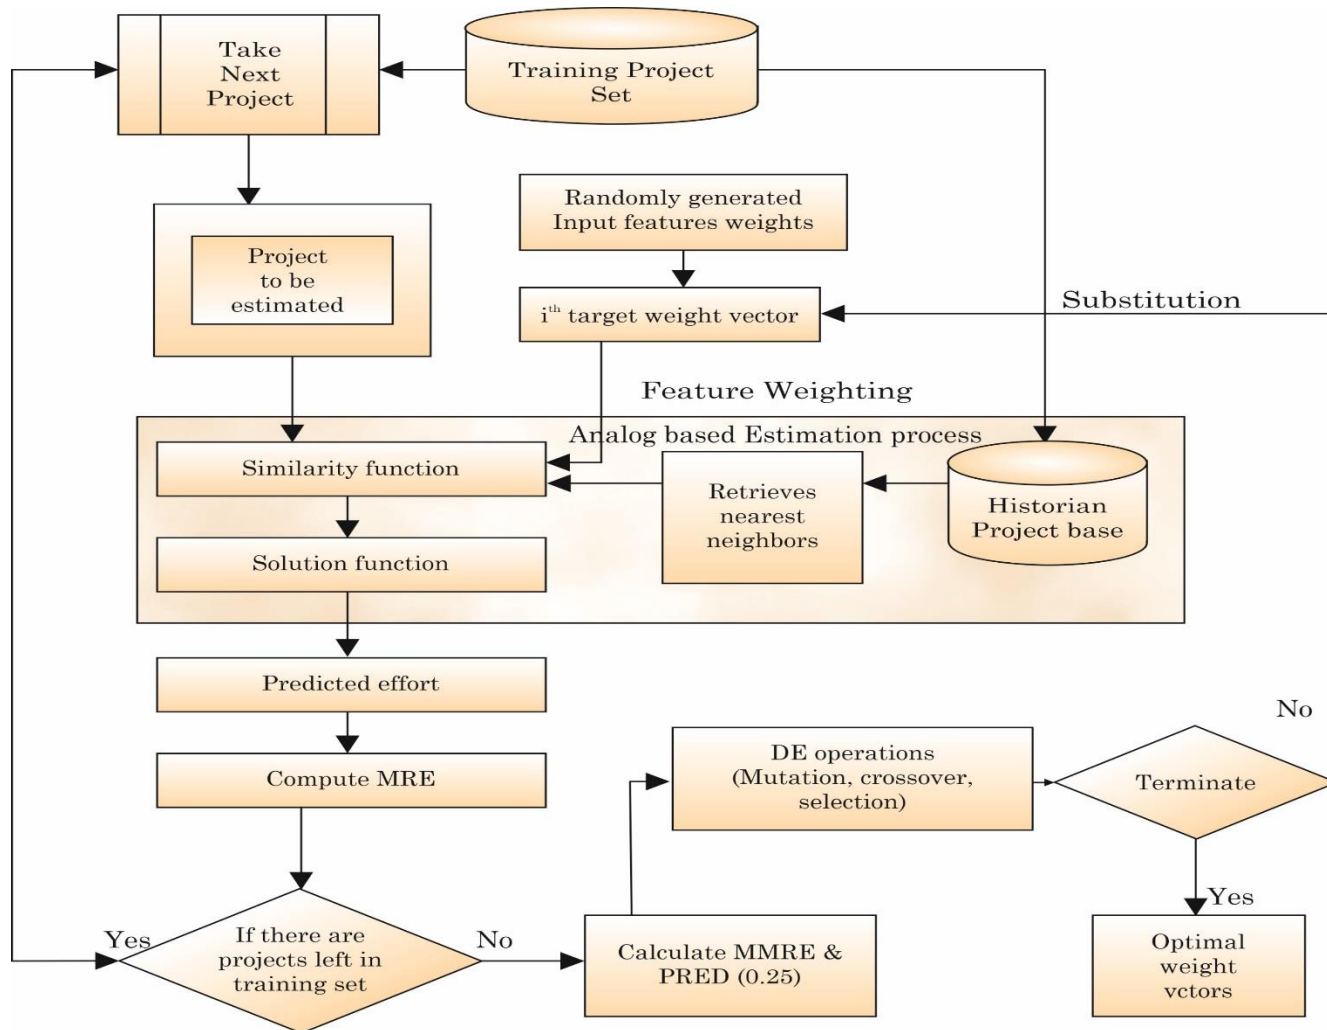 Take
Next
Project
Training Project
Set
Randomly generated
Input features weights
Project
to be
estimated
iᵗʰ target weight vector
Substitution
Feature Weighting
Analog based Estimation process
Similarity function
Retrieves
nearest
neighbors
Historian
Project base
Solution function
Predicted effort
Compute MRE
DE operations
(Mutation, crossover,
selection)
No
Terminate
Yes
If there are
projects left in
training set
No
Calculate MMRE &
PRED (0.25)
Yes
Optimal
weight
vctors